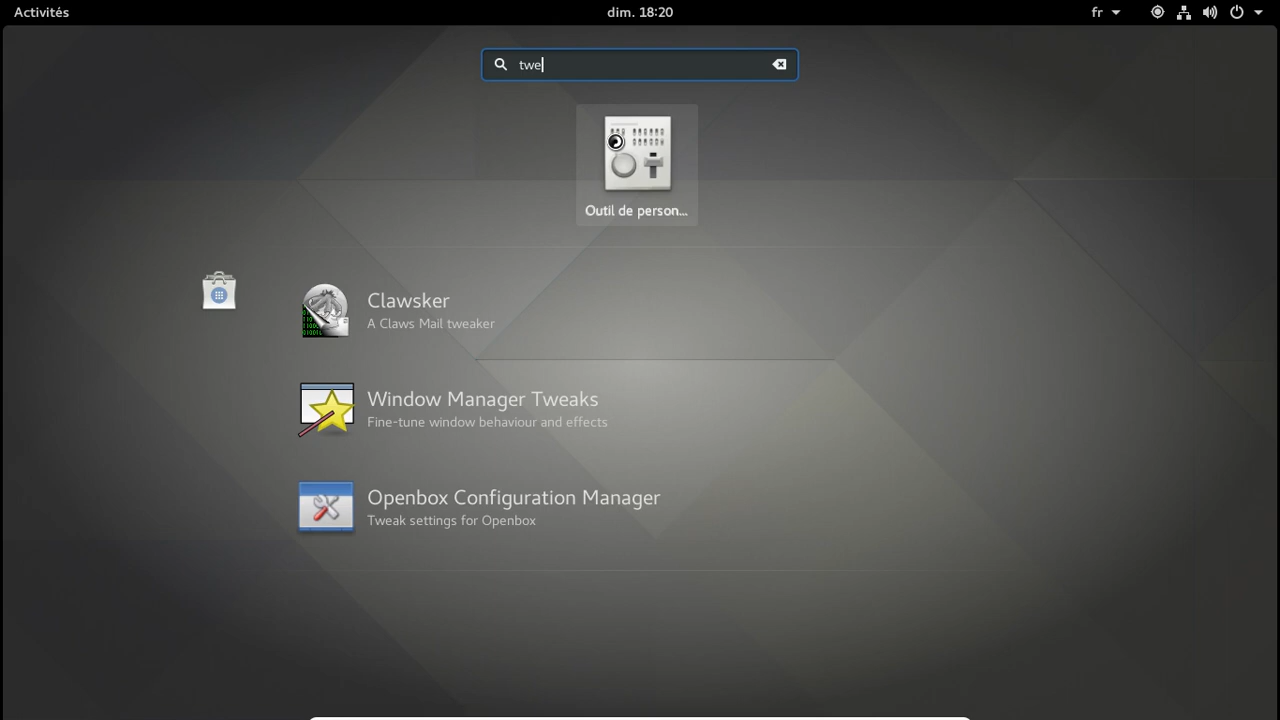 Activités
dim. 18:20
fr
twe
Outil de person...
Clawsker
A Claws Mail tweaker
Window Manager Tweaks
Fine-tune window behaviour and effects
Openbox Configuration Manager
Tweak settings for Openbox